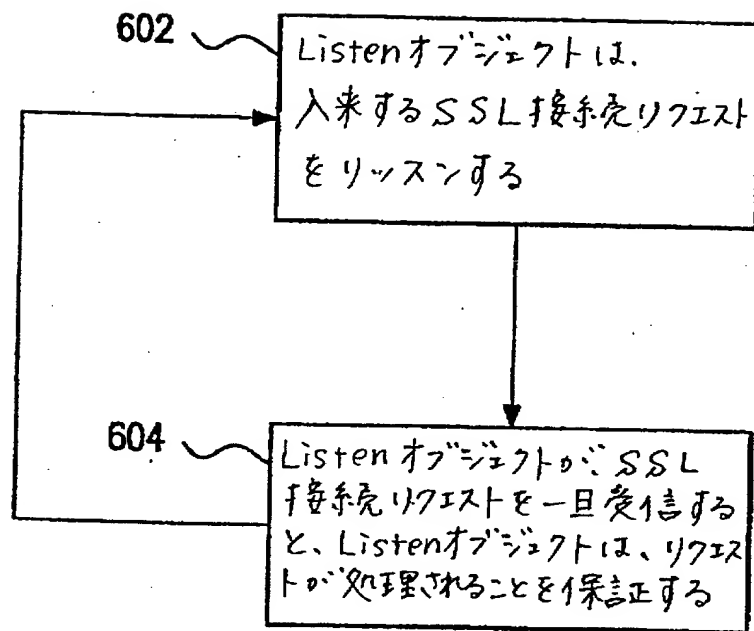 602
Listenオブジェクトは、
入来するSSL接続リクエスト
をリッスンする
604
Listenオブジェクトが、SSL
接続リクエストを一旦受信する
と、Listenオブジェクトは、リクエス
トが処理されることを保証する